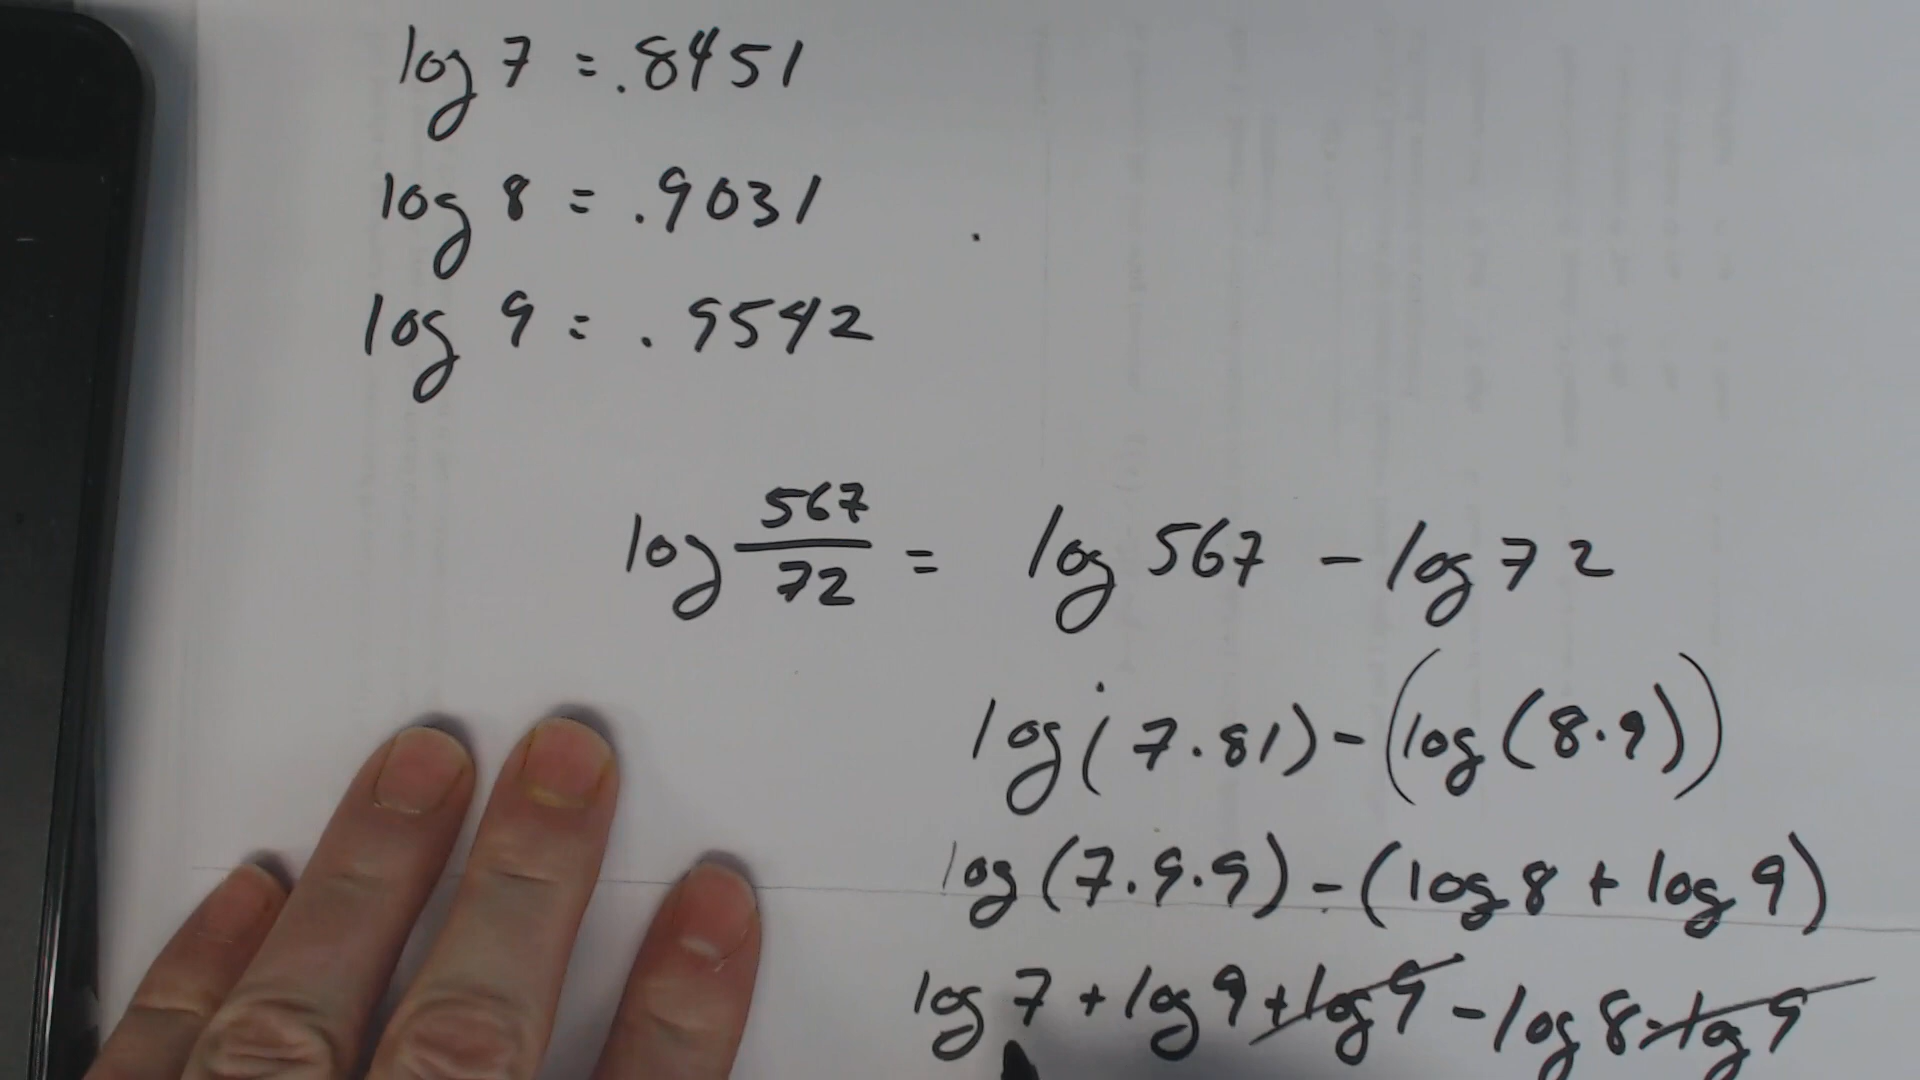 log 7 = .8451
log 8 = .9031
log 9 = .9542
log 567/72 = log 567 - log 72
log(7.81) - (log(8.9))
log(7.9.9) - (log 8 + log 9)
log 7 + log 9 + log 9 - log 8 - log 9